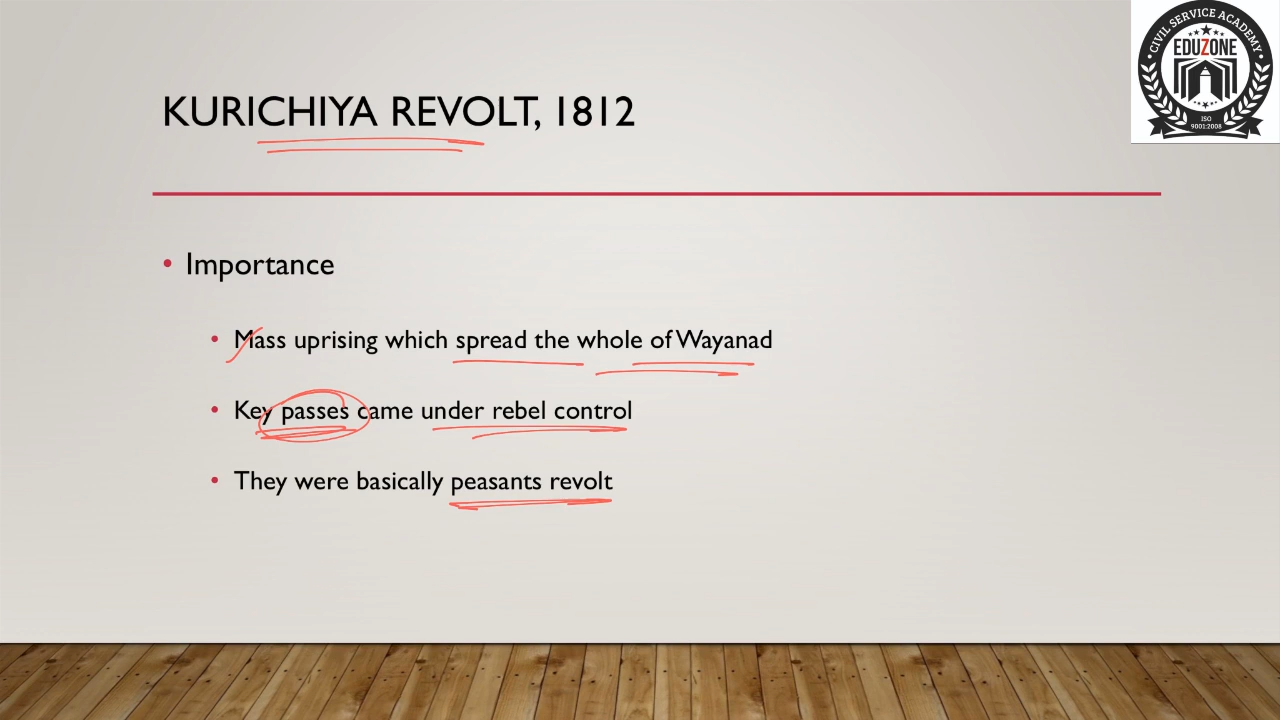 CIVIL SERVICE ACADEMY
EDUZONE
ISO
9001:2008
KURICHIYA REVOLT, 1812
• Importance
• Mass uprising which spread the whole of Wayanad
• Key passes came under rebel control
• They were basically peasants revolt